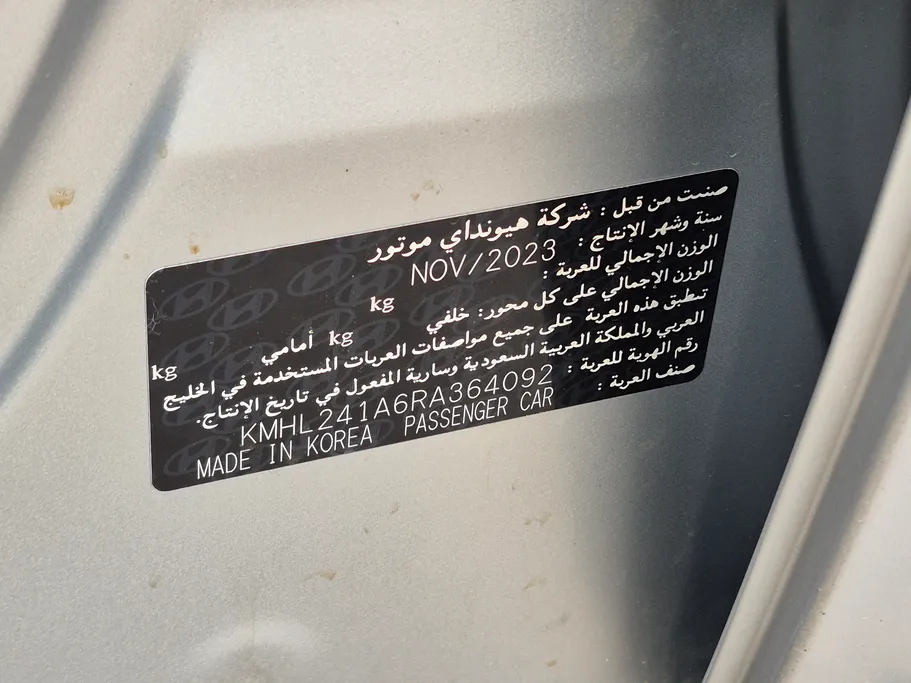 صنعت من قبل : شركة هيونداي موتور
سنة وشهر الإنتاج : NOV/2023
الوزن الإجمالي للعربة : kg
الوزن الإجمالي على كل محور: خلفي kg أمامي kg
تنطبق هذه العربة على جميع مواصفات العربات المستخدمة في الخليج
العربي والمملكة العربية السعودية وسارية المفعول في تاريخ الإنتاج.
رقم الهوية للعربة : KMHL241A6RA364092
صنف العربة : PASSENGER CAR MADE IN KOREA